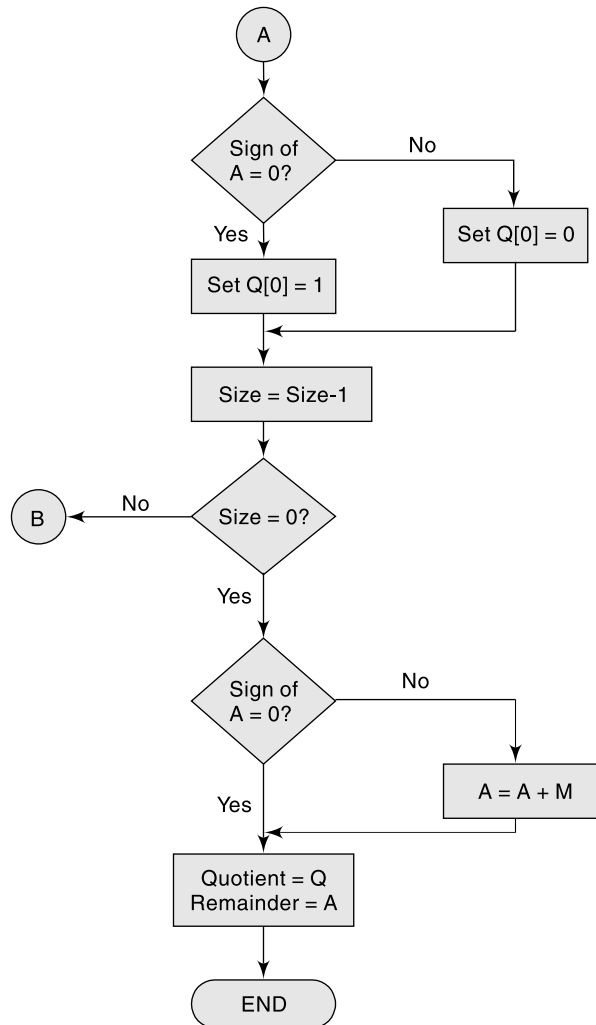 A
Sign of
A = 0?
No
Yes
Set Q[0] = 0
Set Q[0] = 1
Size = Size-1
No
B
Size = 0?
Yes
Sign of
A = 0?
No
Yes
A = A + M
Quotient = Q
Remainder = A
END